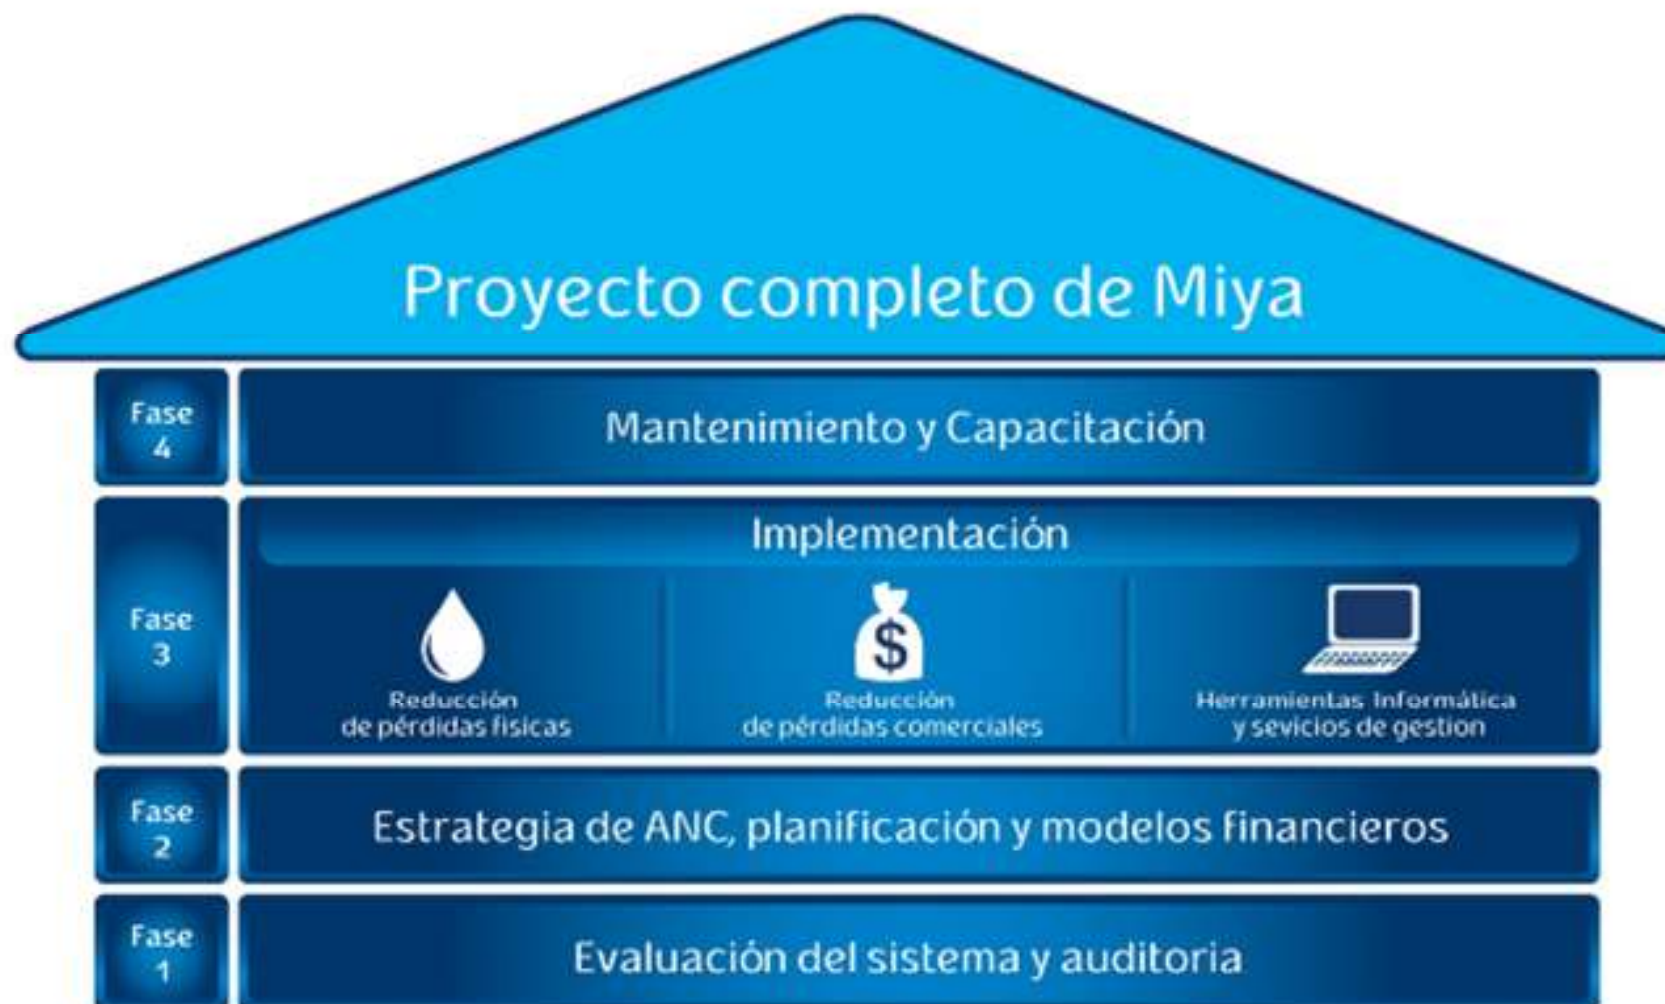 Proyecto completo de Miya
Fase
4
Mantenimiento y Capacitación
Fase
3
Implementación
Reducción
de pérdidas fisicas
Reducción
de pérdidas comerciales
Herramientas Informática
y sevicios de gestion
Fase
2
Estrategia de ANC, planificación y modelos financieros
Fase
1
Evaluación del sistema y auditoria